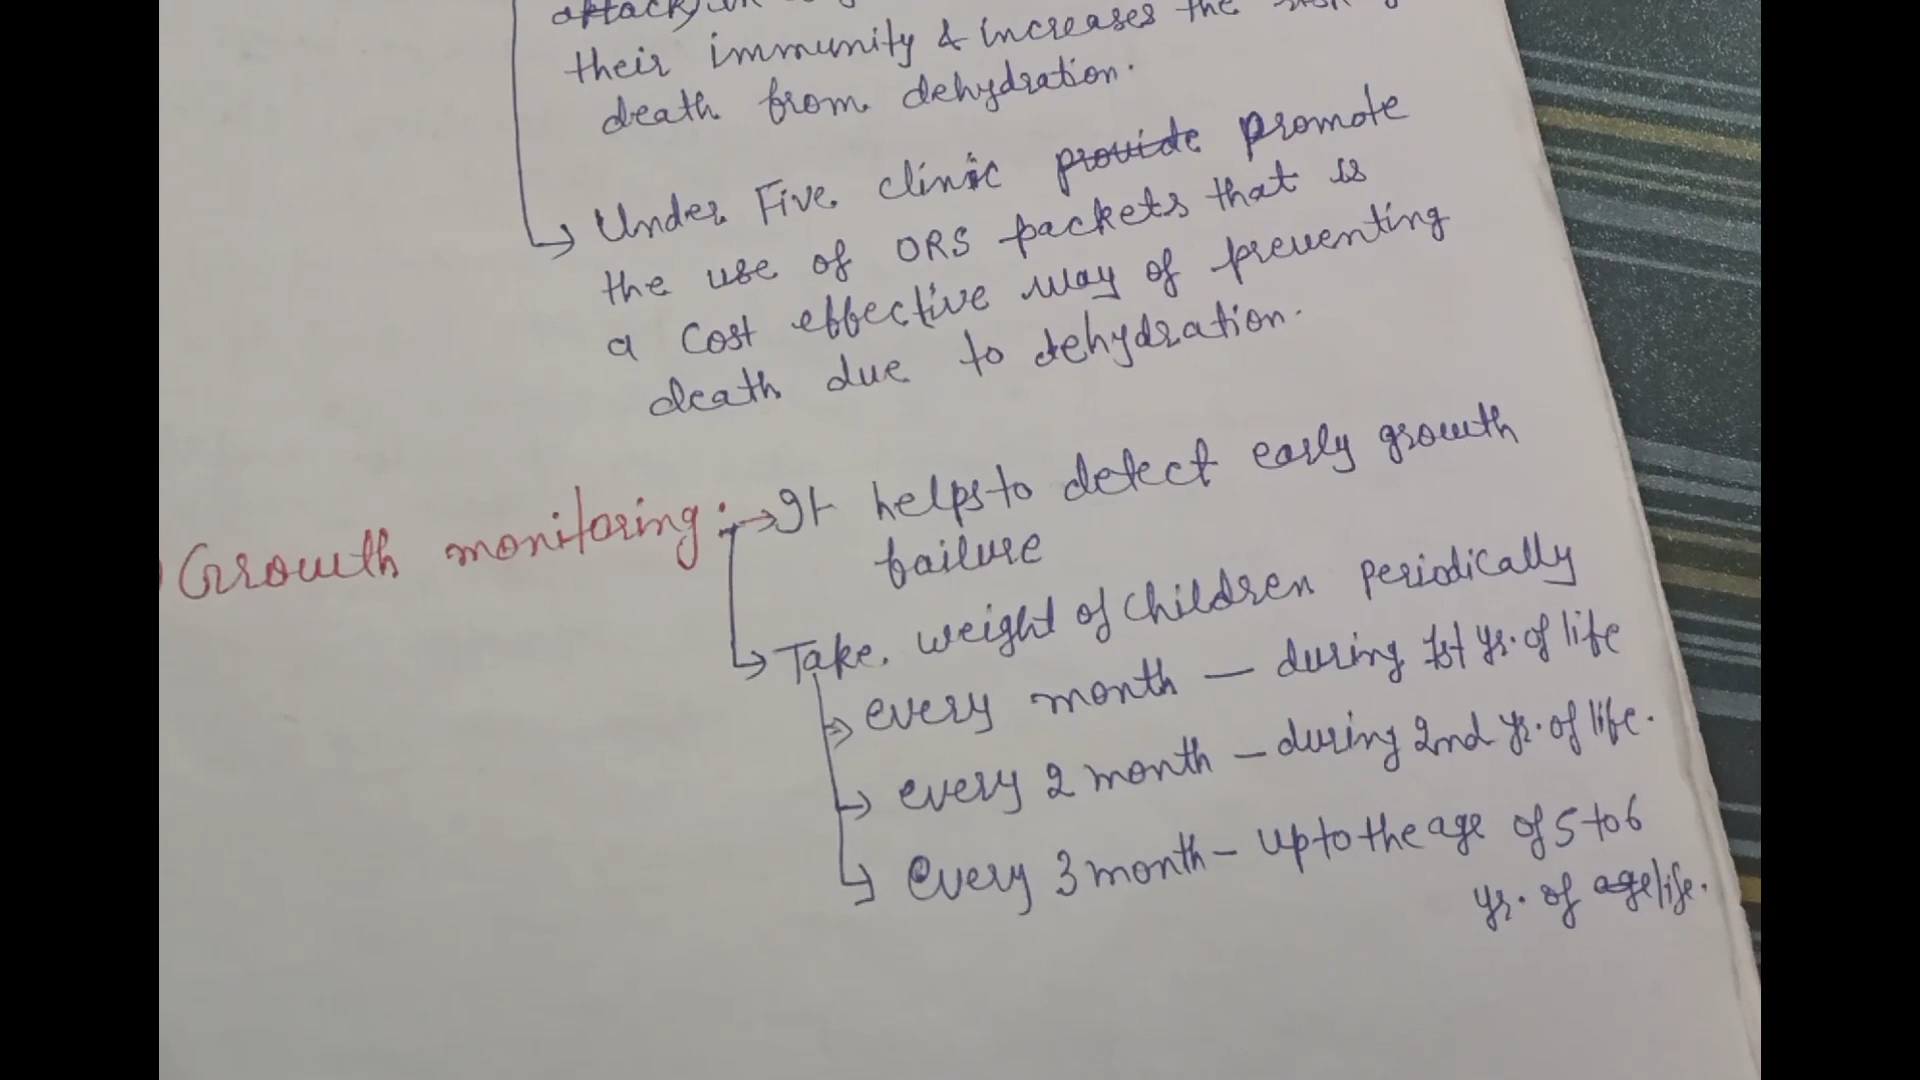 their immunity & increases the
death from dehydration.
→ Under Five clinic provide promote
the use of ORS packets that is
a cost effective way of preventing
death due to dehydration.
Growth monitoring :→ It helps to detect early growth
failure
→ Take weight of children periodically
→ every month — during 1st yr. of life
→ every 2 month — during 2nd yr. of life.
→ every 3 month — up to the age of 5 to 6
yr. of age/life.